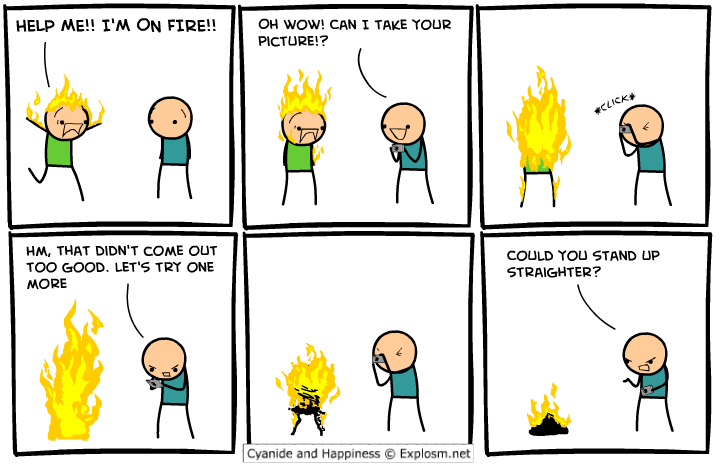 HELP ME!! I'M ON FIRE!!
OH WOW! CAN I TAKE YOUR
PICTURE!?
*CLICK*
HM, THAT DIDN'T COME OUT
TOO GOOD. LET'S TRY ONE
MORE
COULD YOU STAND UP
STRAIGHTER?
Cyanide and Happiness © Explosm.net